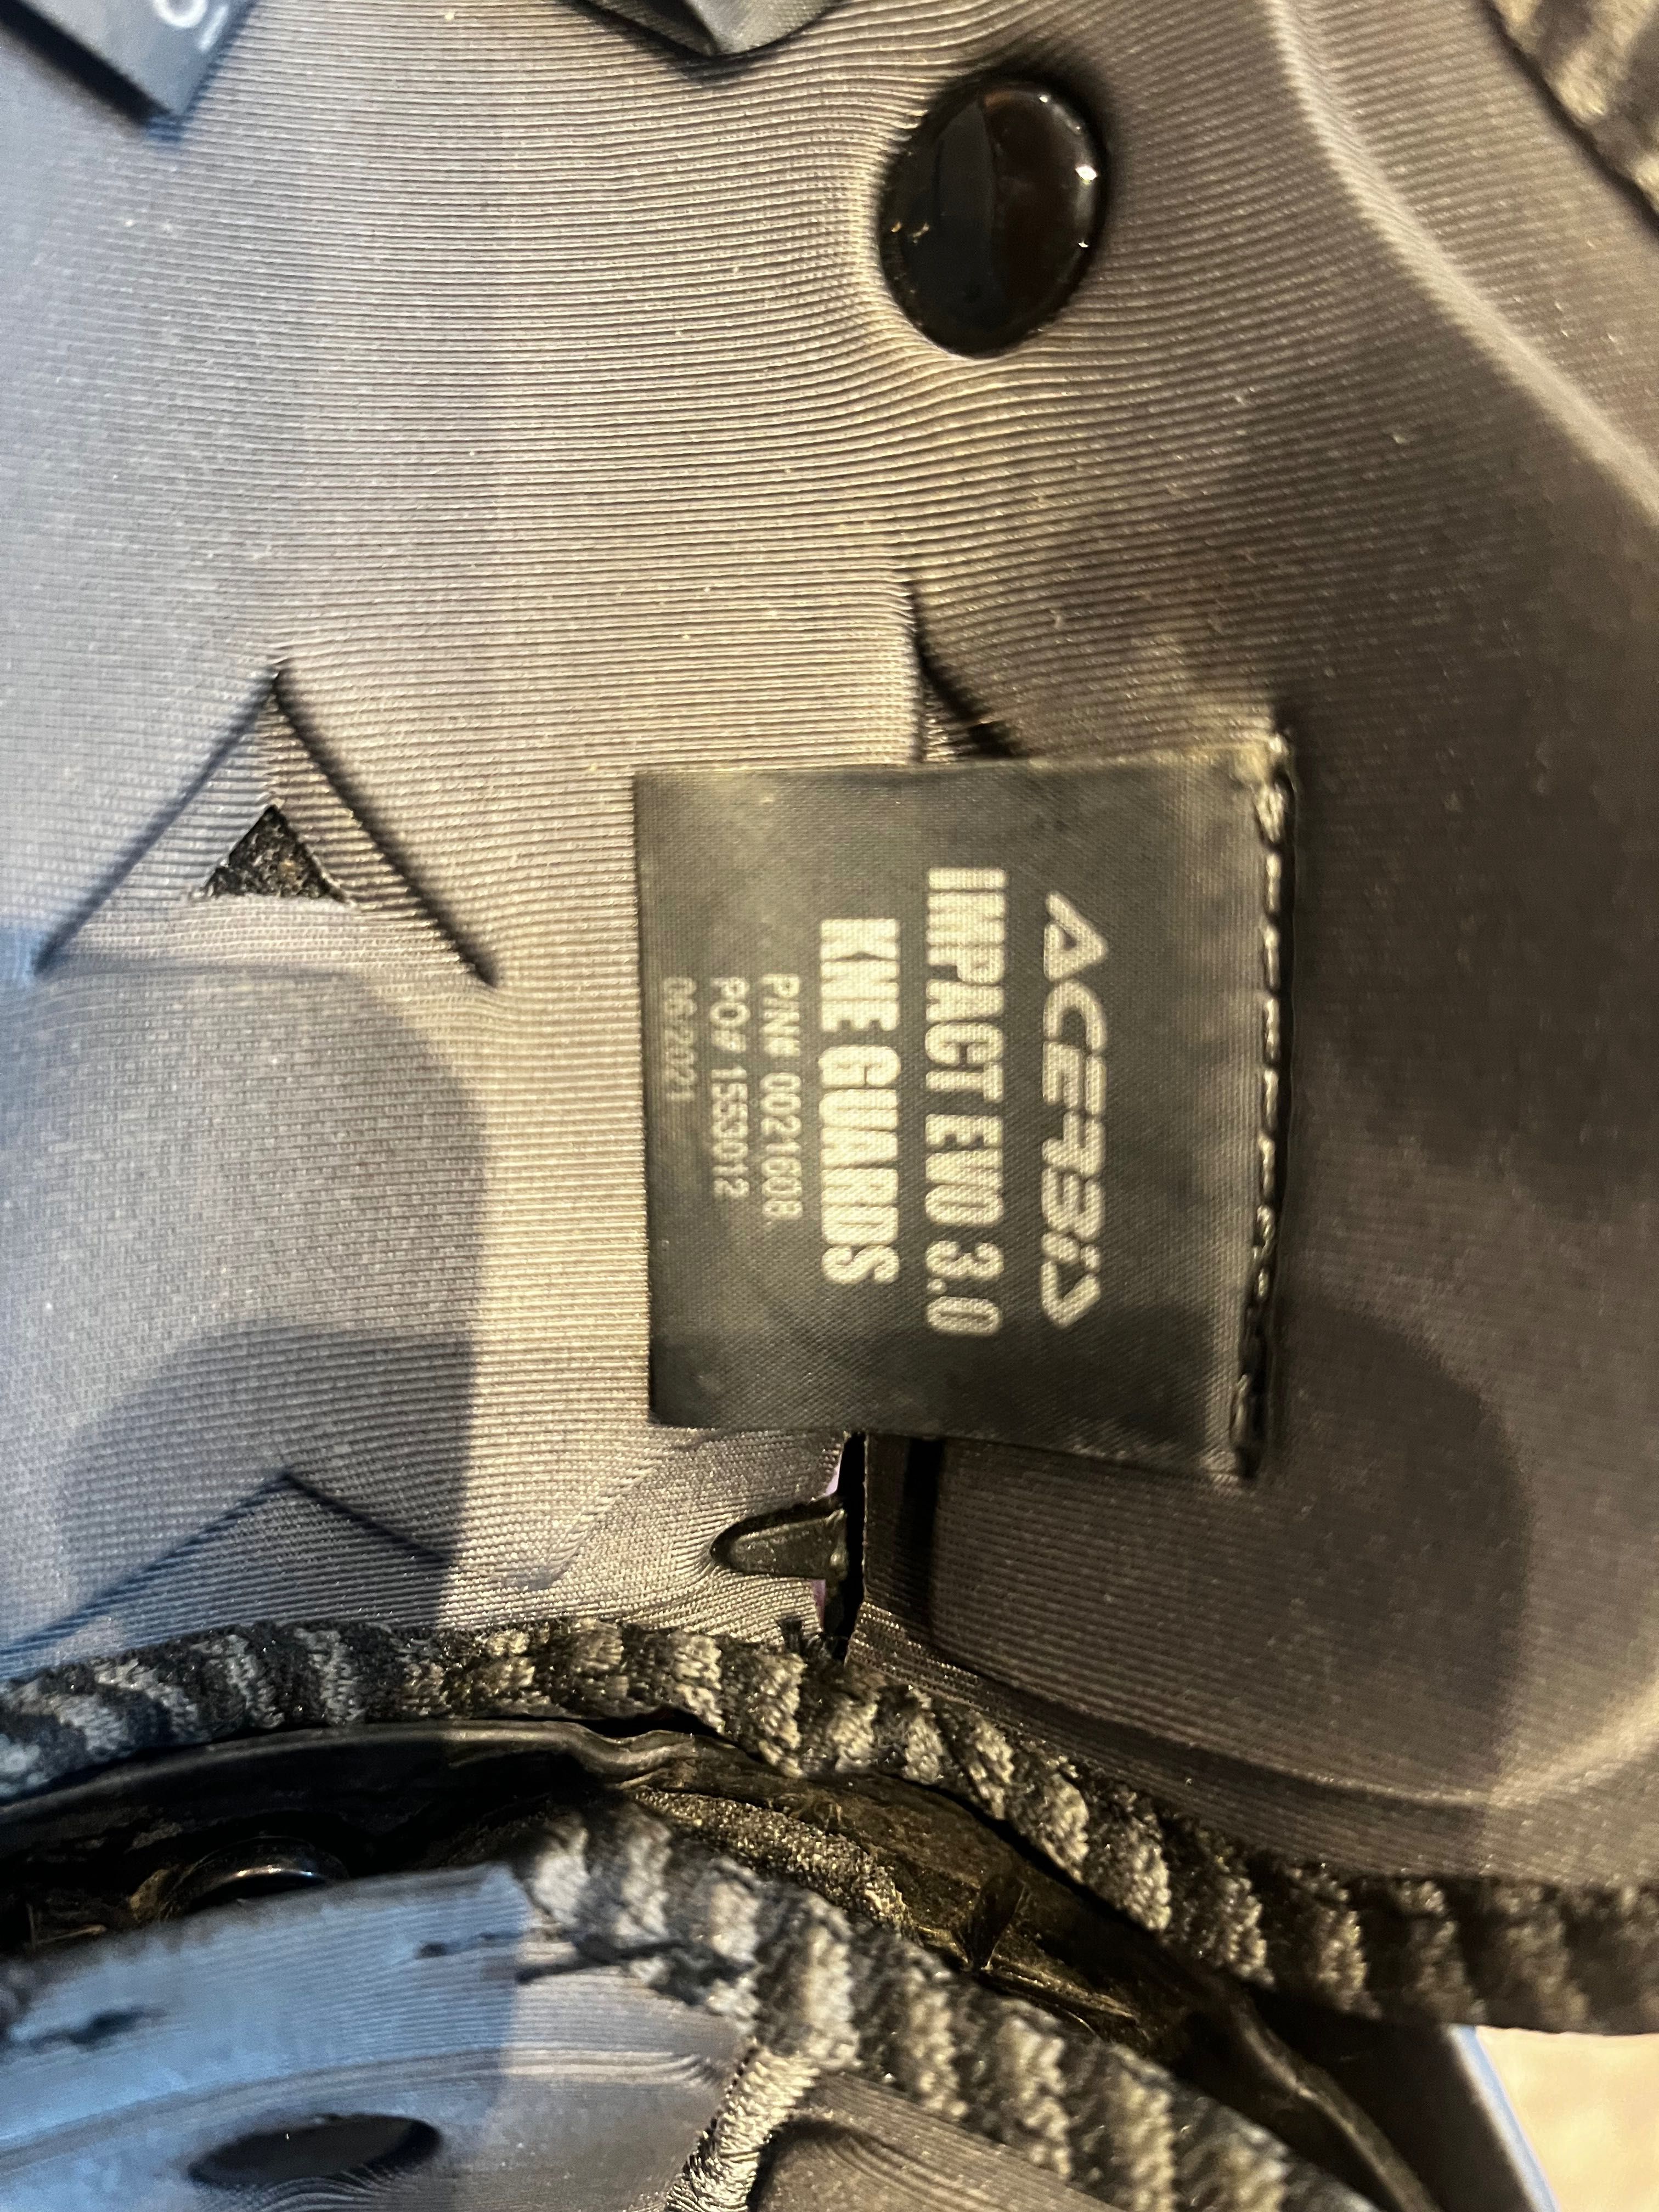 ACERBIS
IMPACT EVO 3.0
KNE GUARDS
P/N# 0021608.
PO# 1553012
06.2021